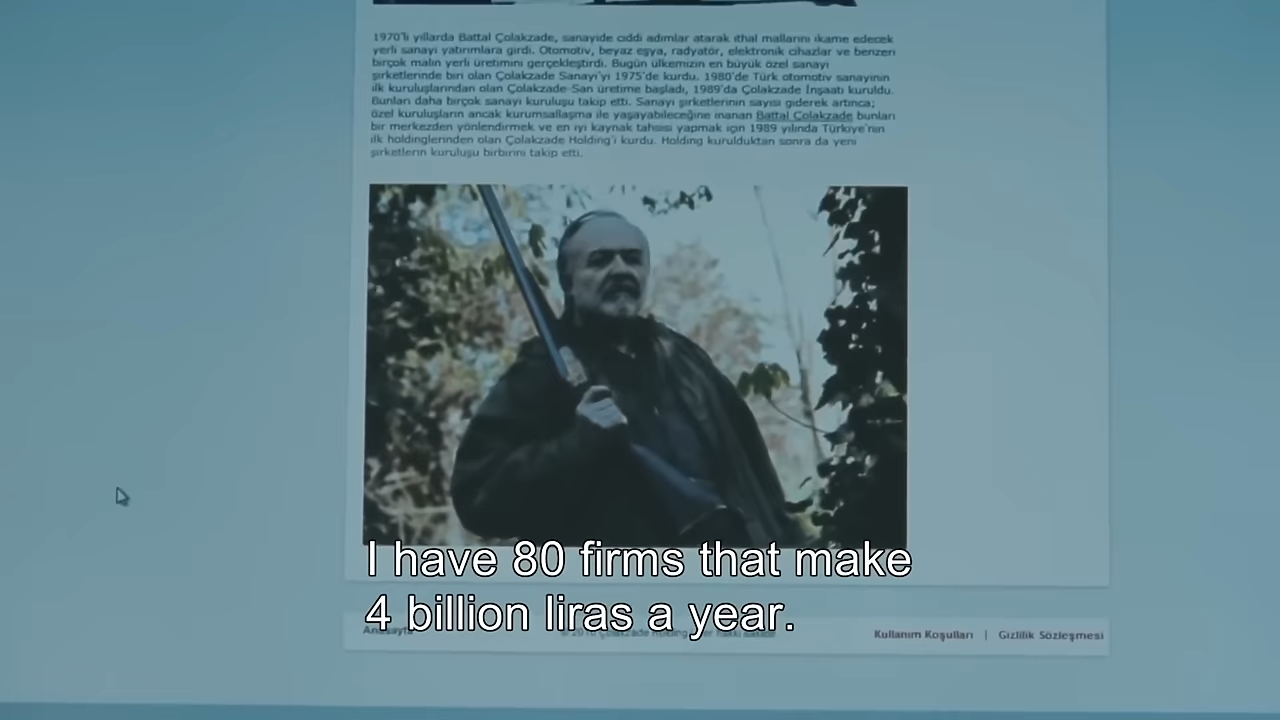 1970'li yıllarda Battal Çolakzade, sanayide ciddi adımlar atarak ithal mallarını ikame edecek
yerli sanayi yatırımlara girdi. Otomotiv, beyaz eşya, radyatör, elektronik cihazlar ve benzeri
birçok malın yerli üretimini gerçekleştirdi. Bugün ülkemizin en büyük özel sanayi
şirketlerinde biri olan Çolakzade Sanayi'yi 1975'de kurdu. 1980'de Türk otomotiv sanayinin
ilk kuruluşlarından olan Çolakzade-San üretime başladı, 1989'da Çolakzade İnşaatı kuruldu.
Bunları daha birçok sanayi kuruluşu takip etti. Sanayi şirketlerinin sayısı giderek artınca;
özel kuruluşların ancak kurumsallaşma ile yaşayabileceğine inanan Battal Çolakzade bunları
bir merkezden yönlendirmek ve en iyi kaynak tahsisi yapmak için 1989 yılında Türkiye'nin
ilk holdinglerinden olan Çolakzade Holding'i kurdu. Holding kurulduktan sonra da yeni
şirketlerin kuruluşu birbirini takip etti.
I have 80 firms that make
4 billion liras a year.
Anasayfa
Çolakzade Holding
Kullanım Koşulları | Gizlilik Sözleşmesi